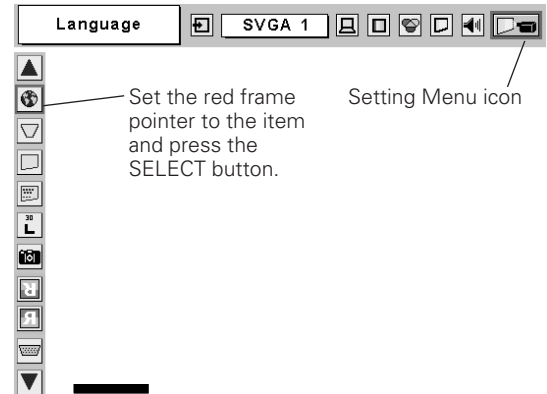 Language
SVGA 1
Set the red frame
pointer to the item
and press the
SELECT button.
Setting Menu icon
30
L
R
R